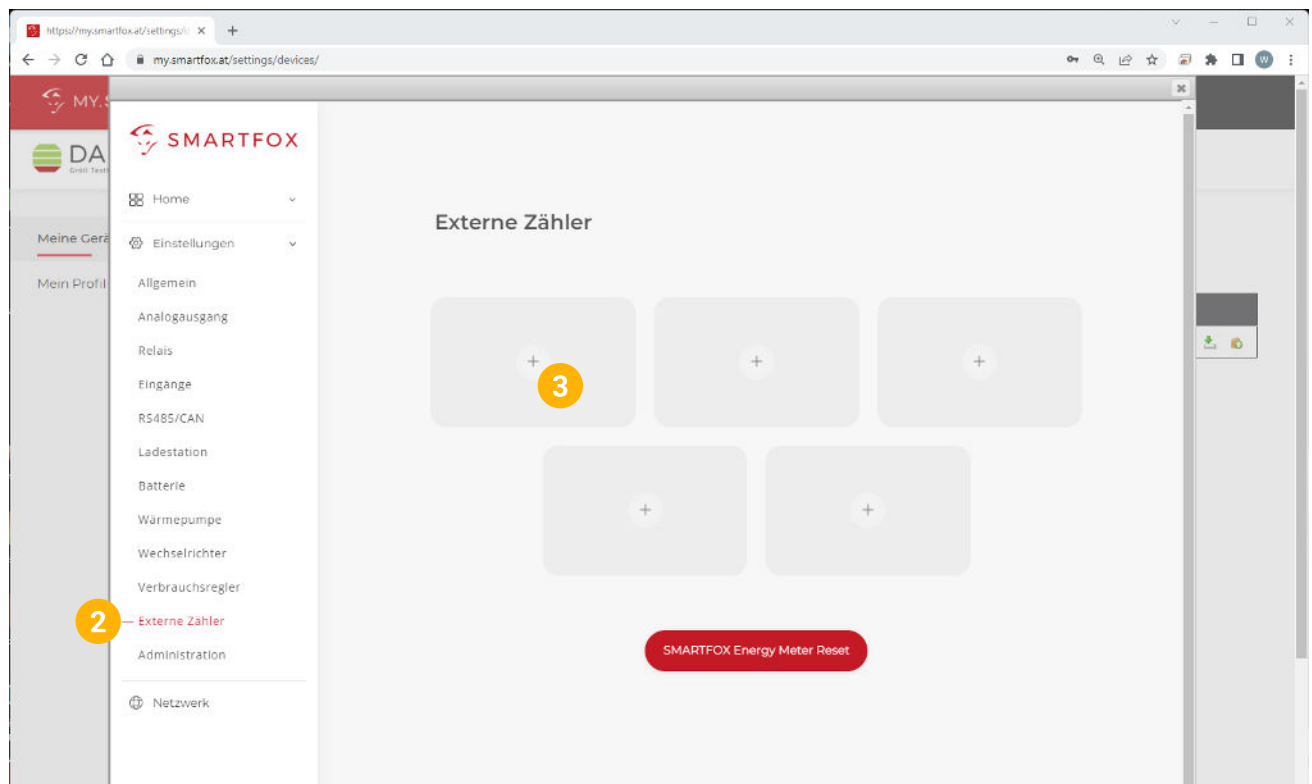 https://my.smartfox.at/settings/
my.smartfox.at/settings/devices/
W
MY.S
SMARTFOX
DA
Home
Meine Gerä
Einstellungen
Externe Zähler
Mein Profil
Allgemein
Analogausgang
Relais
Eingänge
3
RS485/CAN
Ladestation
Batterie
Wärmepumpe
Wechselrichter
Verbrauchsregler
2
Externe Zähler
SMARTFOX Energy Meter Reset
Administration
Netzwerk